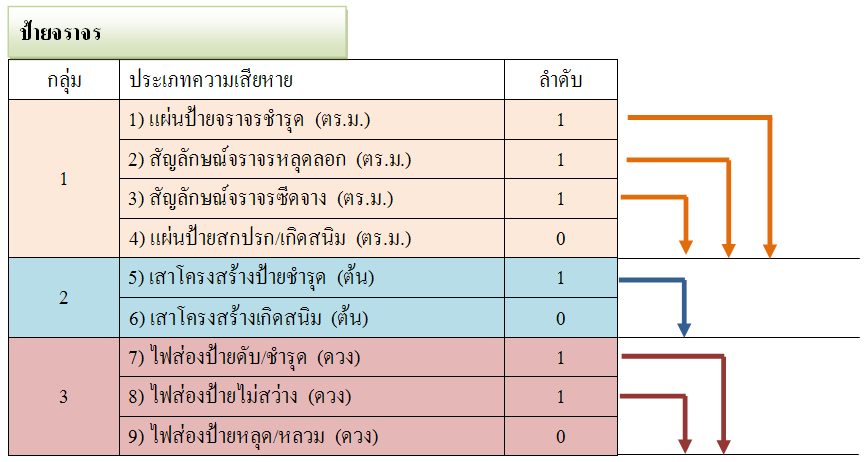 ป้ายจราจร
กลุ่ม ประเภทความเสียหาย ลำดับ
1) แผ่นป้ายจราจรชำรุด (ตร.ม.) 1
2) สัญลักษณ์จราจรหลุดลอก (ตร.ม.) 1
1
3) สัญลักษณ์จราจรซีดจาง (ตร.ม.) 1
4) แผ่นป้ายสกปรก/เกิดสนิม (ตร.ม.) 0
5) เสาโครงสร้างป้ายชำรุด (ต้น) 1
2
6) เสาโครงสร้างเกิดสนิม (ต้น) 0
7) ไฟส่องป้ายดับ/ชำรุด (ดวง) 1
3 8) ไฟส่องป้ายไม่สว่าง (ดวง) 1
9) ไฟส่องป้ายหลุด/หลวม (ดวง) 0